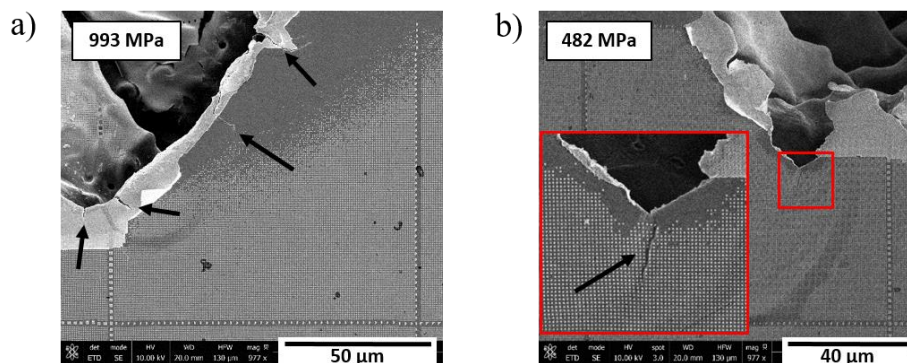 a)
993 MPa
det mode HV WD HFW mag
ETD SE 10.00 kV 20.0 mm 130 µm 977 x
50 µm
b)
482 MPa
det mode HV spot WD HFW mag
ETD SE 10.00 kV 3.0 20.0 mm 130 µm 977 x
40 µm